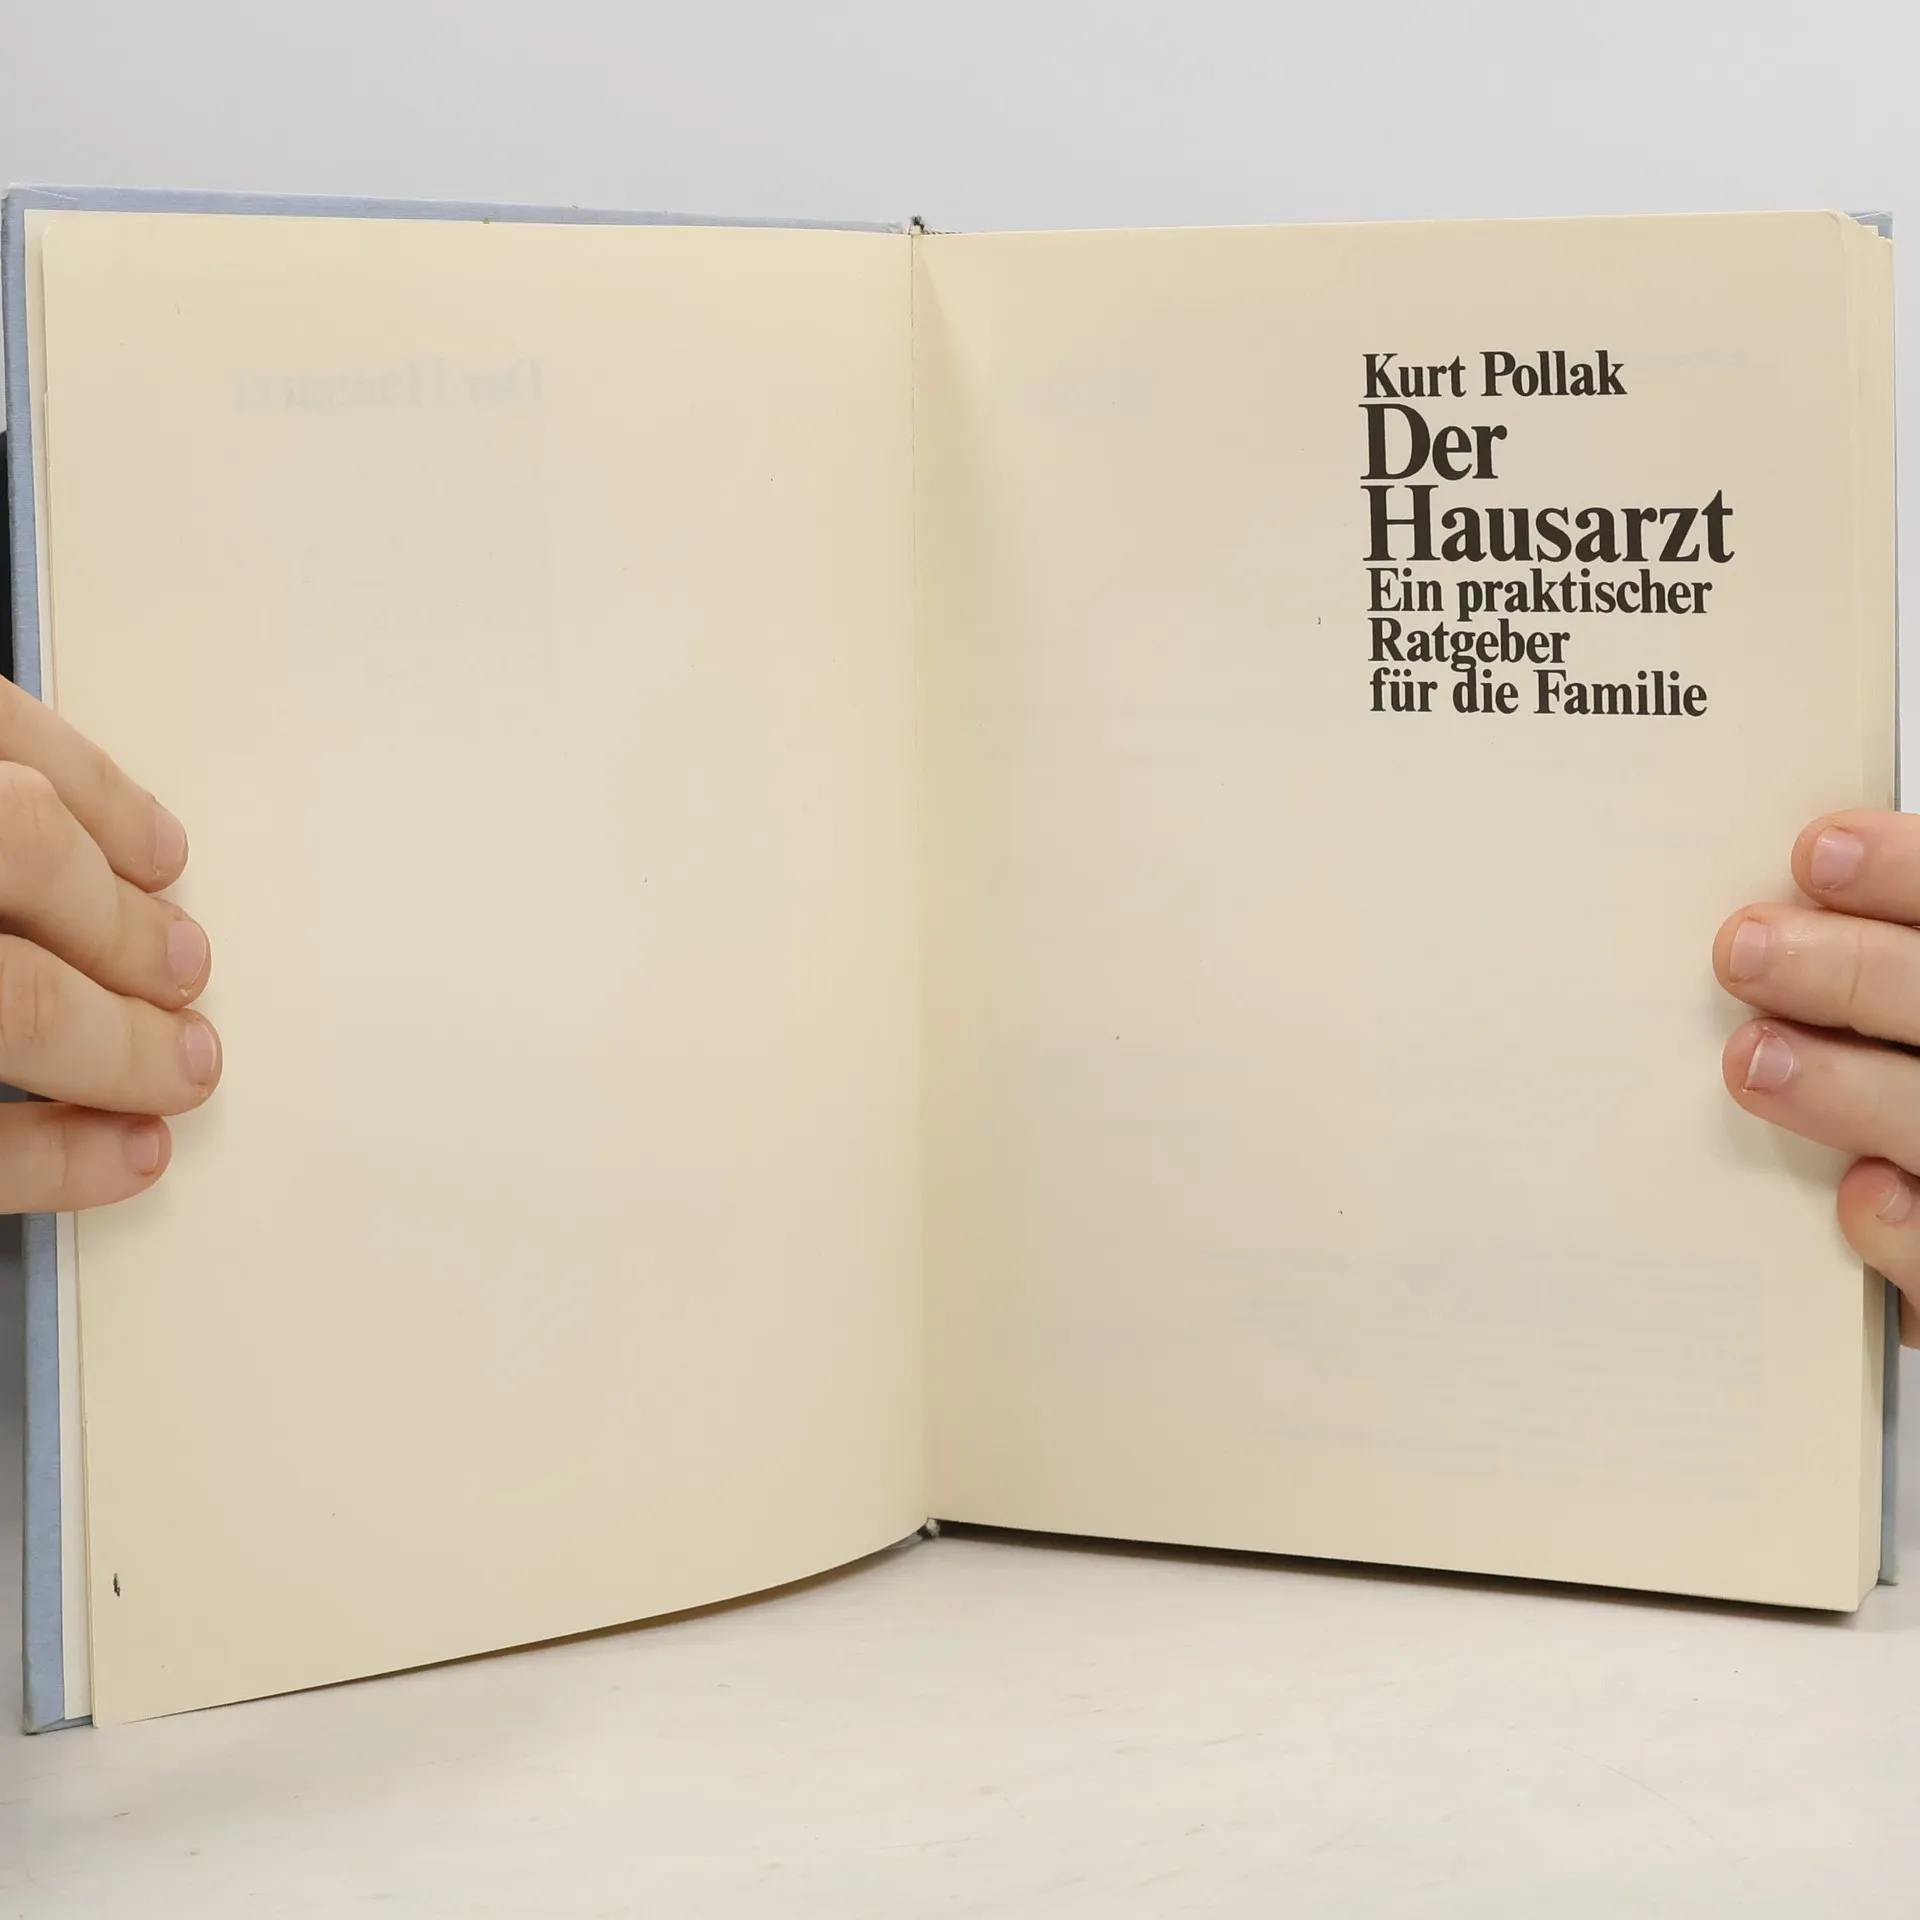 Kurt Pollak
Der
Hausarzt
Ein praktischer
Ratgeber
für die Familie